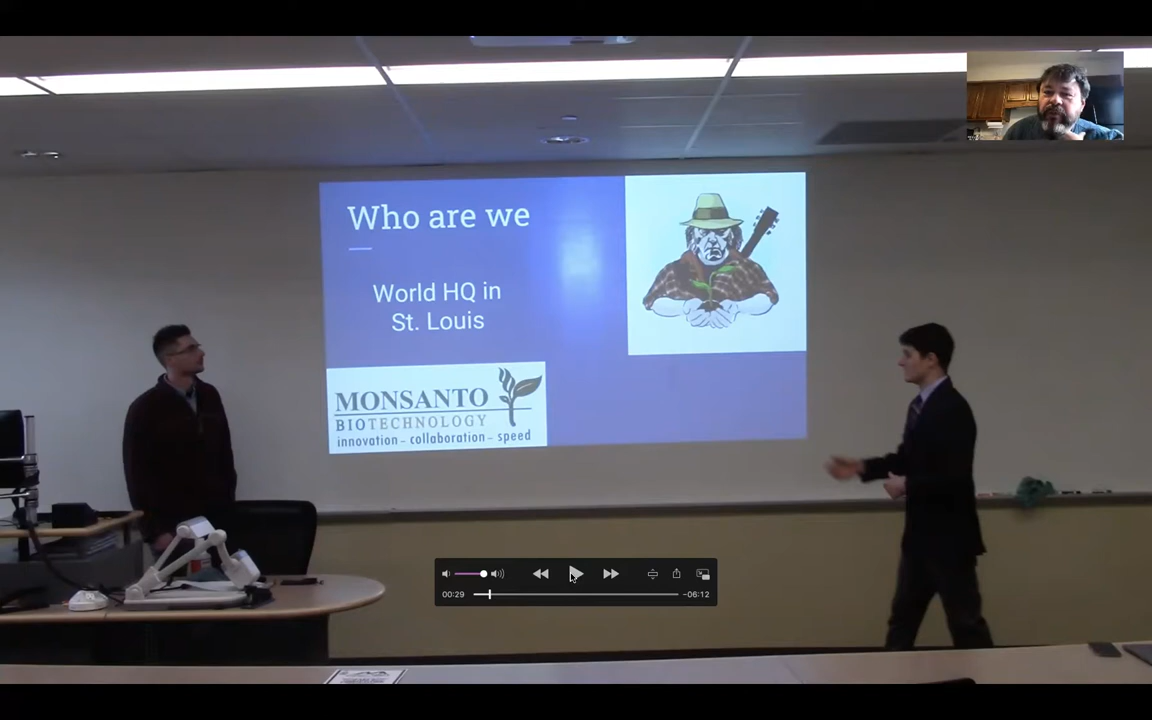 Who are we
World HQ in
St. Louis
MONSANTO
BIOTECHNOLOGY
innovation – collaboration – speed
00:29
-06:12